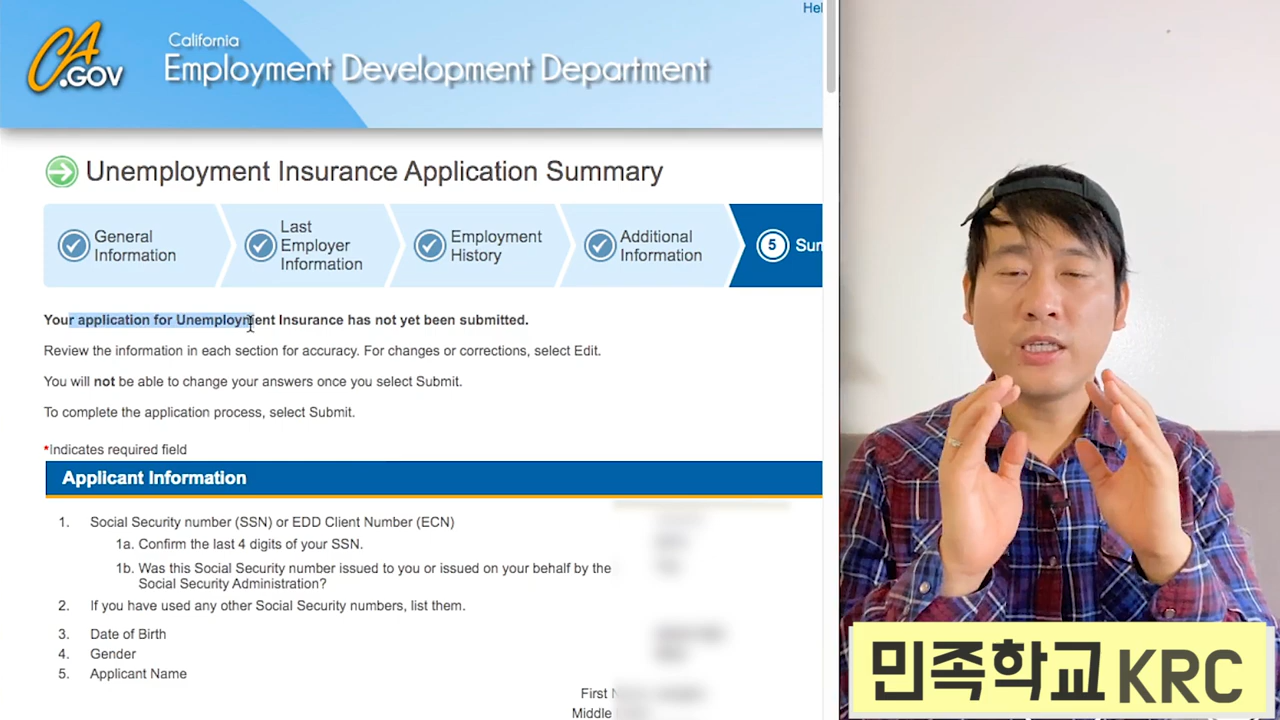 Hel
CA
.GOV
California
Employment Development Department
Unemployment Insurance Application Summary
General
Information
Last
Employer
Information
Employment
History
Additional
Information
5
Sum
Your application for Unemployment Insurance has not yet been submitted.
Review the information in each section for accuracy. For changes or corrections, select Edit.
You will not be able to change your answers once you select Submit.
To complete the application process, select Submit.
*Indicates required field
Applicant Information
1. Social Security number (SSN) or EDD Client Number (ECN)
1a. Confirm the last 4 digits of your SSN.
1b. Was this Social Security number issued to you or issued on your behalf by the
Social Security Administration?
2. If you have used any other Social Security numbers, list them.
3. Date of Birth
4. Gender
5. Applicant Name
First
Middle
민족학교 KRC